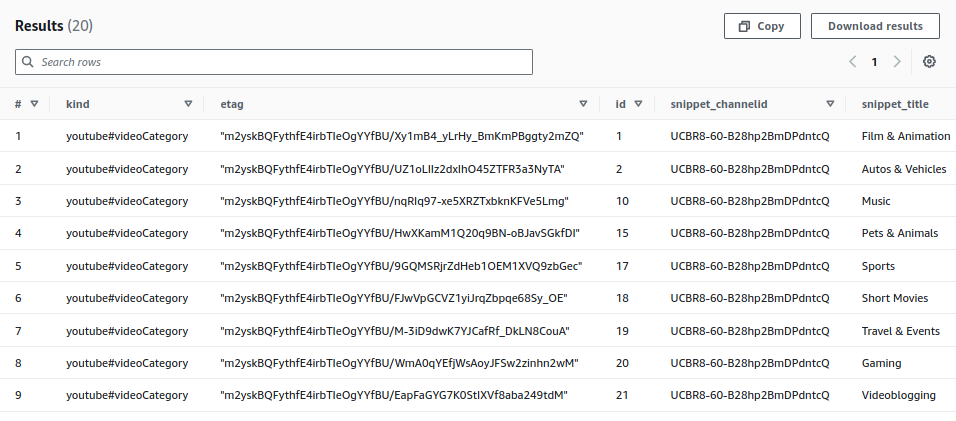 Results (20)
Copy
Download results
Search rows
1
# kind etag id snippet_channelid snippet_title
1 youtube#videoCategory "m2yskBQFythfE4irbTIeOgYYfBU/Xy1mB4_yLrHy_BmKmPBggty2mZQ" 1 UCBR8-60-B28hp2BmDPdntcQ Film & Animation
2 youtube#videoCategory "m2yskBQFythfE4irbTIeOgYYfBU/UZ1oLIIz2dxIhO45ZTFR3a3NyTA" 2 UCBR8-60-B28hp2BmDPdntcQ Autos & Vehicles
3 youtube#videoCategory "m2yskBQFythfE4irbTIeOgYYfBU/nqRIq97-xe5XRZTxbknKFVe5Lmg" 10 UCBR8-60-B28hp2BmDPdntcQ Music
4 youtube#videoCategory "m2yskBQFythfE4irbTIeOgYYfBU/HwXKamM1Q20q9BN-oBJavSGkfDI" 15 UCBR8-60-B28hp2BmDPdntcQ Pets & Animals
5 youtube#videoCategory "m2yskBQFythfE4irbTIeOgYYfBU/9GQMSRjrZdHeb1OEM1XVQ9zbGec" 17 UCBR8-60-B28hp2BmDPdntcQ Sports
6 youtube#videoCategory "m2yskBQFythfE4irbTIeOgYYfBU/FJwVpGCVZ1yiJrqZbpqe68Sy_OE" 18 UCBR8-60-B28hp2BmDPdntcQ Short Movies
7 youtube#videoCategory "m2yskBQFythfE4irbTIeOgYYfBU/M-3iD9dwK7YJCafRf_DkLN8CouA" 19 UCBR8-60-B28hp2BmDPdntcQ Travel & Events
8 youtube#videoCategory "m2yskBQFythfE4irbTIeOgYYfBU/WmA0qYEfjWsAoyJFSw2zinhn2wM" 20 UCBR8-60-B28hp2BmDPdntcQ Gaming
9 youtube#videoCategory "m2yskBQFythfE4irbTIeOgYYfBU/EapFaGYG7K0StIXVf8aba249tdM" 21 UCBR8-60-B28hp2BmDPdntcQ Videoblogging